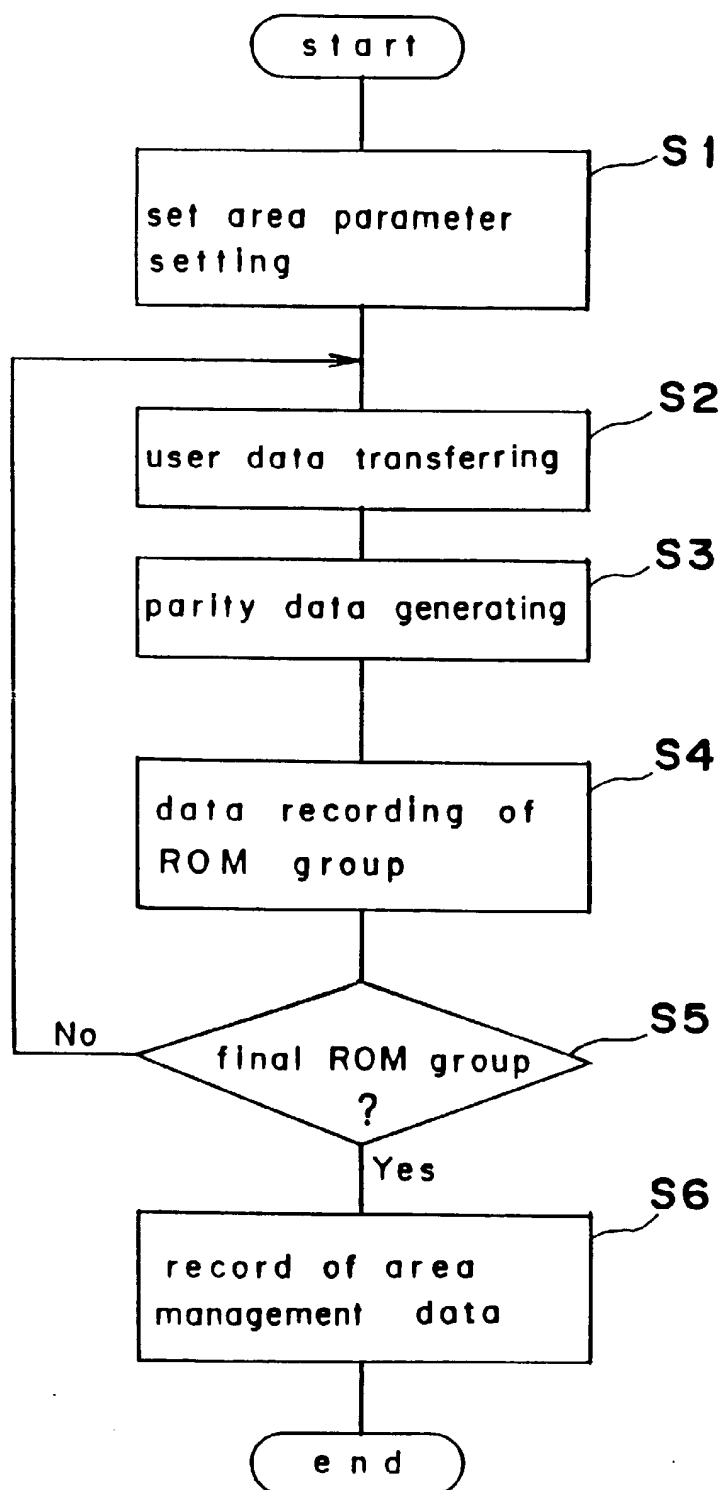 start
S1
set area parameter
setting
S2
user data transferring
S3
parity data generating
S4
data recording of
ROM group
S5
No
final ROM group
?
Yes
S6
record of area
management data
end